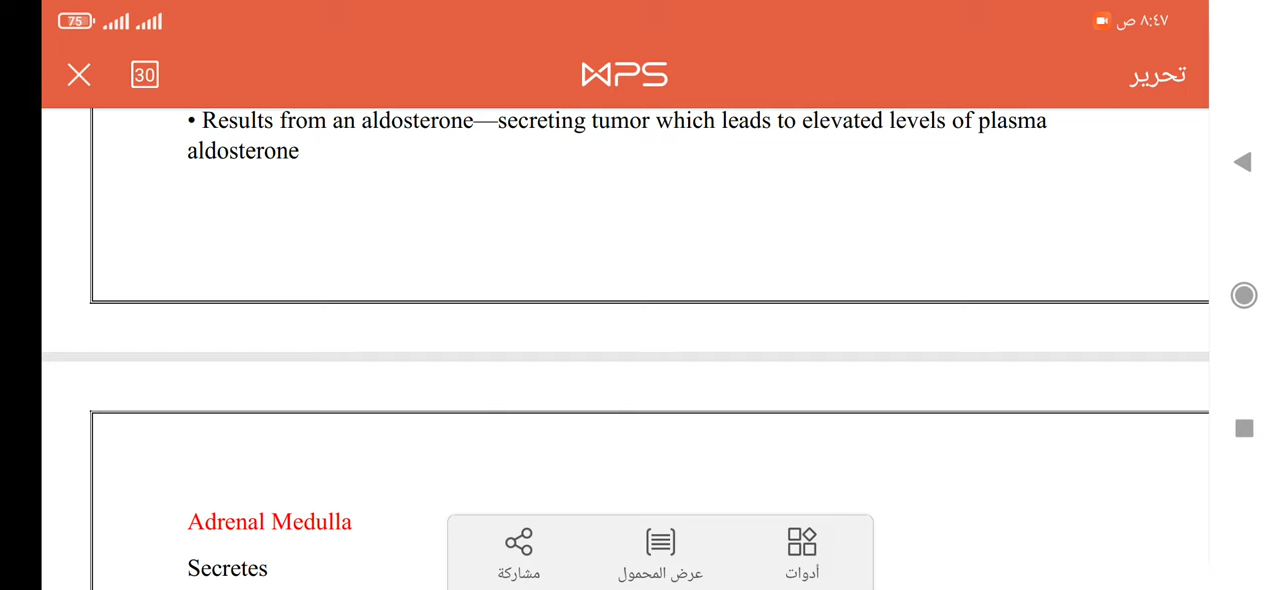 75
٨:٤٧ ص
30
WPS
تحرير
• Results from an aldosterone—secreting tumor which leads to elevated levels of plasma
aldosterone
Adrenal Medulla
Secretes
مشاركة
عرض المحمول
أدوات